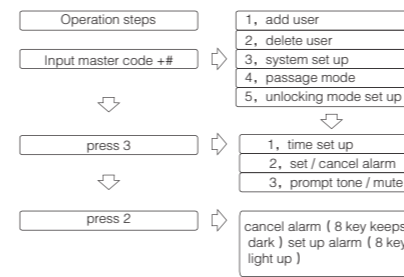 Operation steps
1, add user
2, delete user
Input master code +#
3, system set up
4, passage mode
5, unlocking mode set up
press 3
1, time set up
2, set / cancel alarm
3, prompt tone / mute
press 2
cancel alarm ( 8 key keeps
dark ) set up alarm ( 8 key
light up )